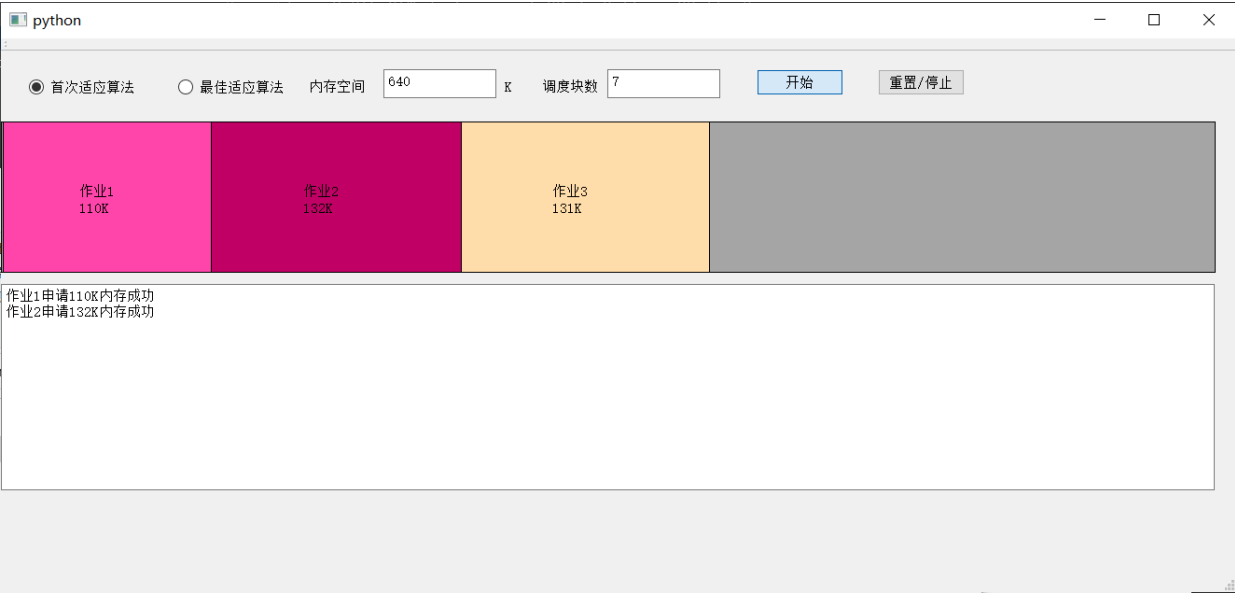 python
首次适应算法 最佳适应算法 内存空间 640 K 调度块数 7 开始 重置/停止
作业1 作业2 作业3
110K 132K 131K
作业1申请110K内存成功
作业2申请132K内存成功